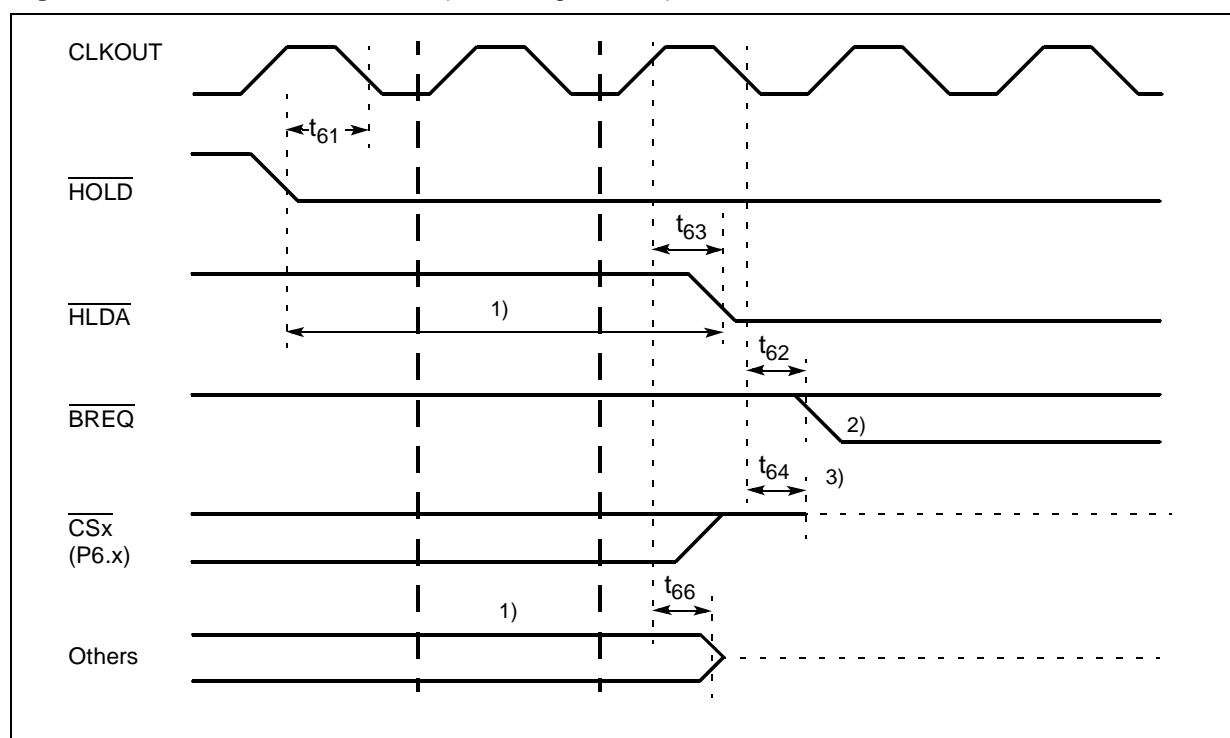 CLKOUT
t61
HOLD
t63
HLDA
1)
t62
BREQ
2)
t64
3)
CSx
(P6.x)
t66
1)
Others